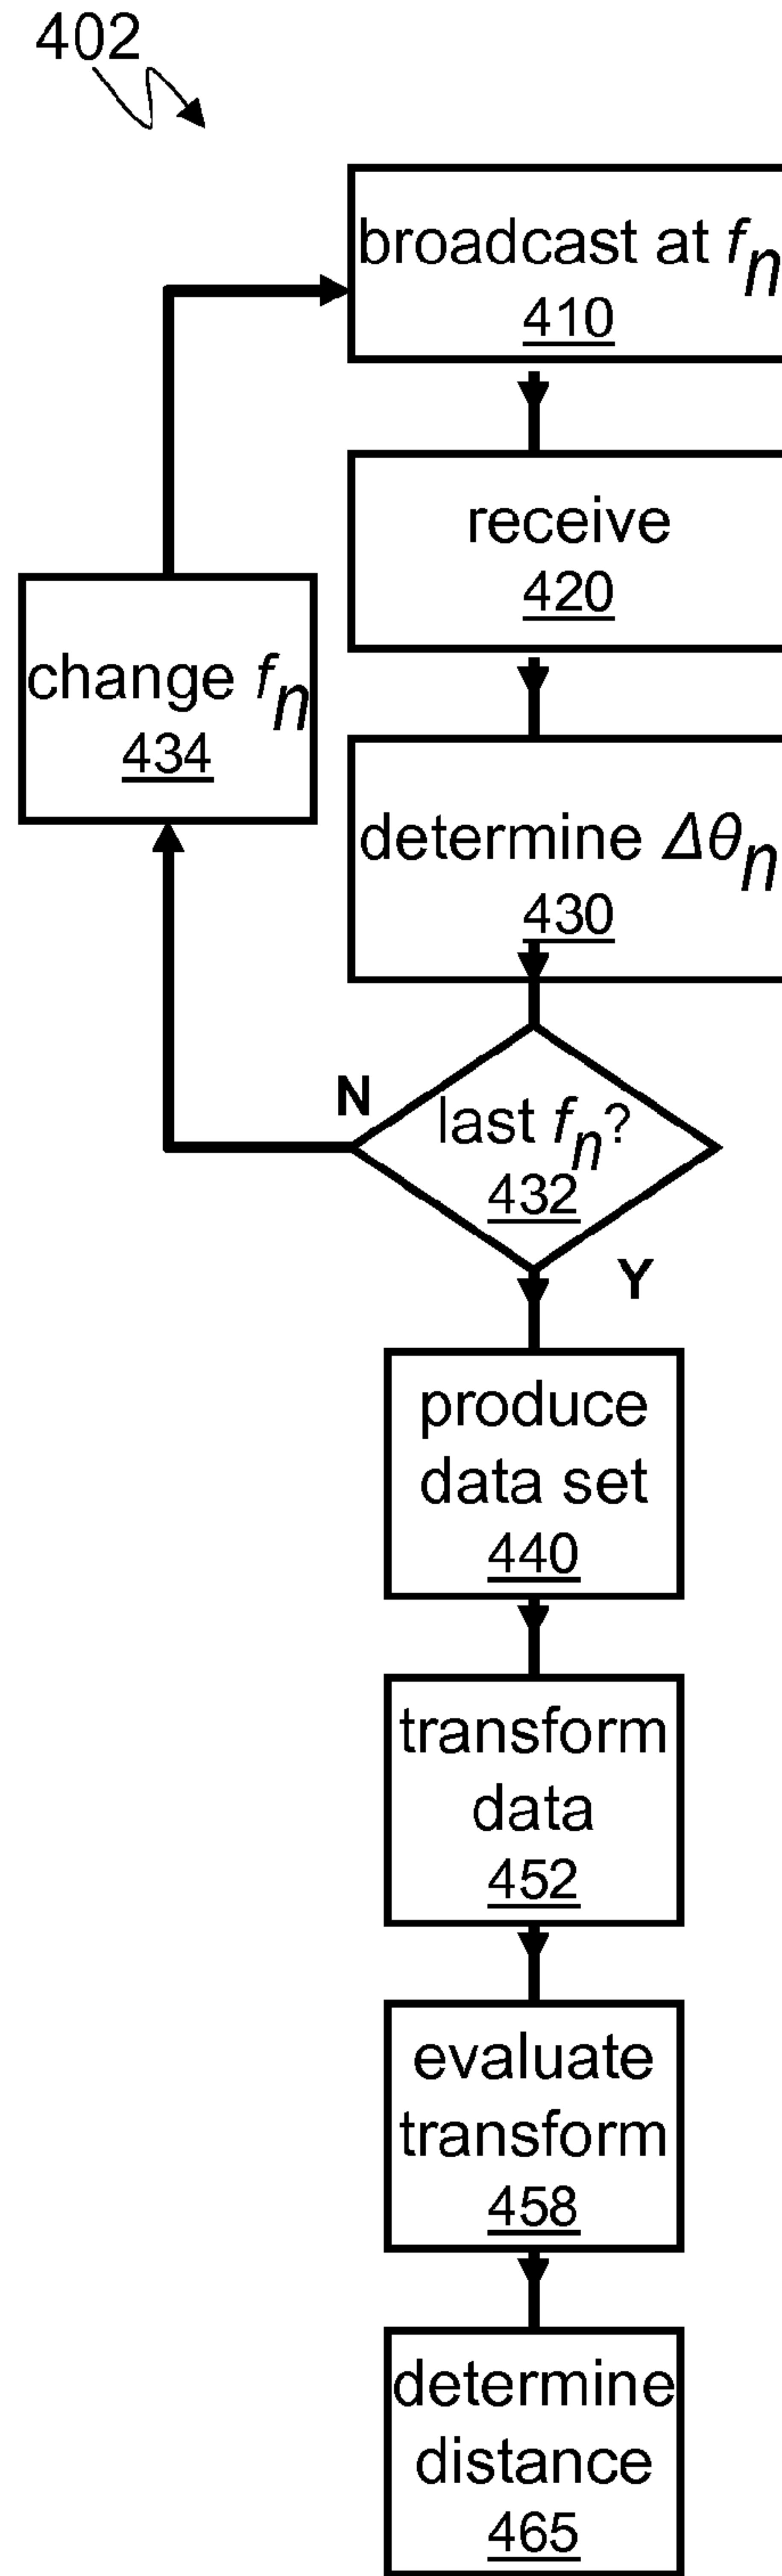 402
broadcast at fn
410
receive
420
change fn
434
determine Δθn
430
N
last fn?
432
Y
produce
data set
440
transform
data
452
evaluate
transform
458
determine
distance
465